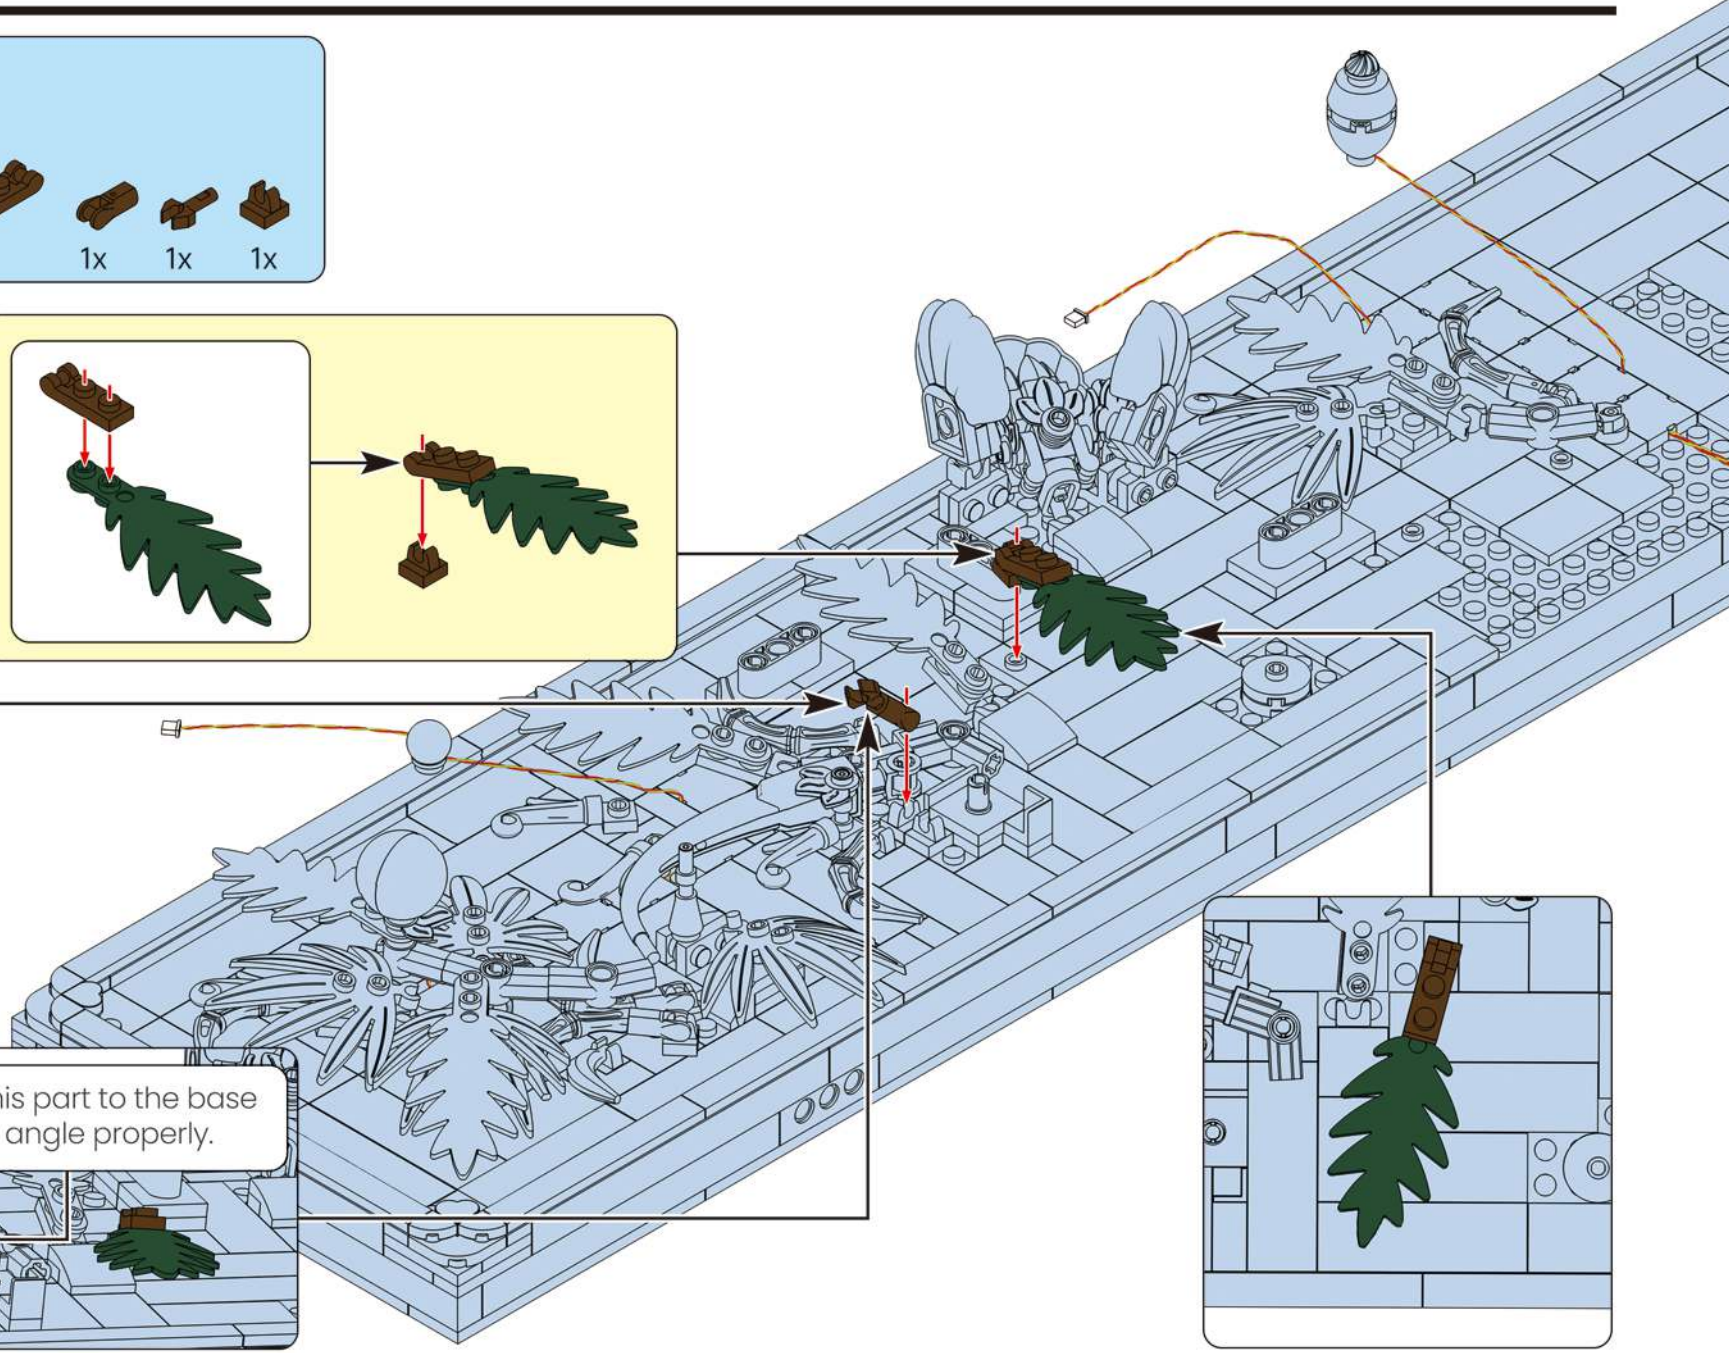 1x 1x 1x
his part to the base
angle properly.